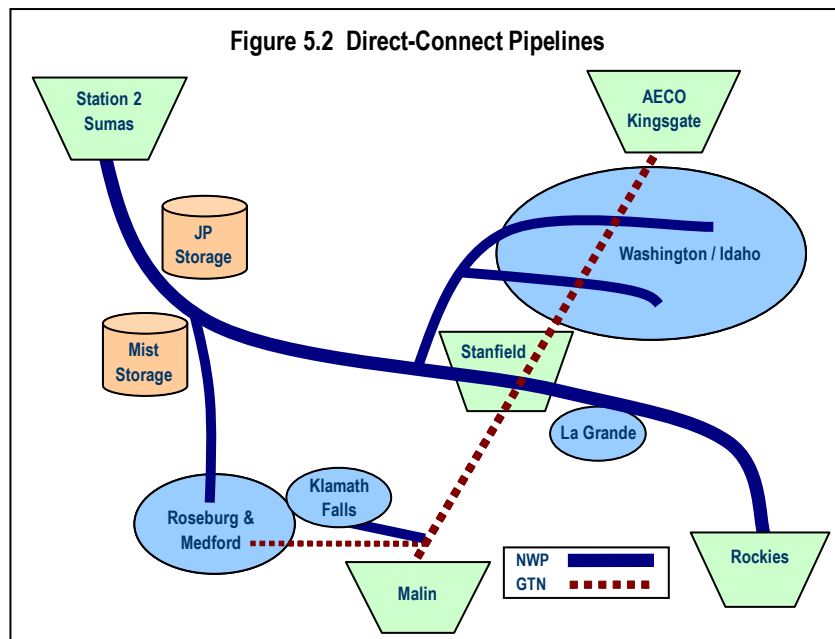 Figure 5.2 Direct-Connect Pipelines
Station 2
Sumas
AECO
Kingsgate
JP
Storage
Washington / Idaho
Mist
Storage
Stanfield
La Grande
Klamath
Falls
Roseburg &
Medford
NWP
GTN
Rockies
Malin